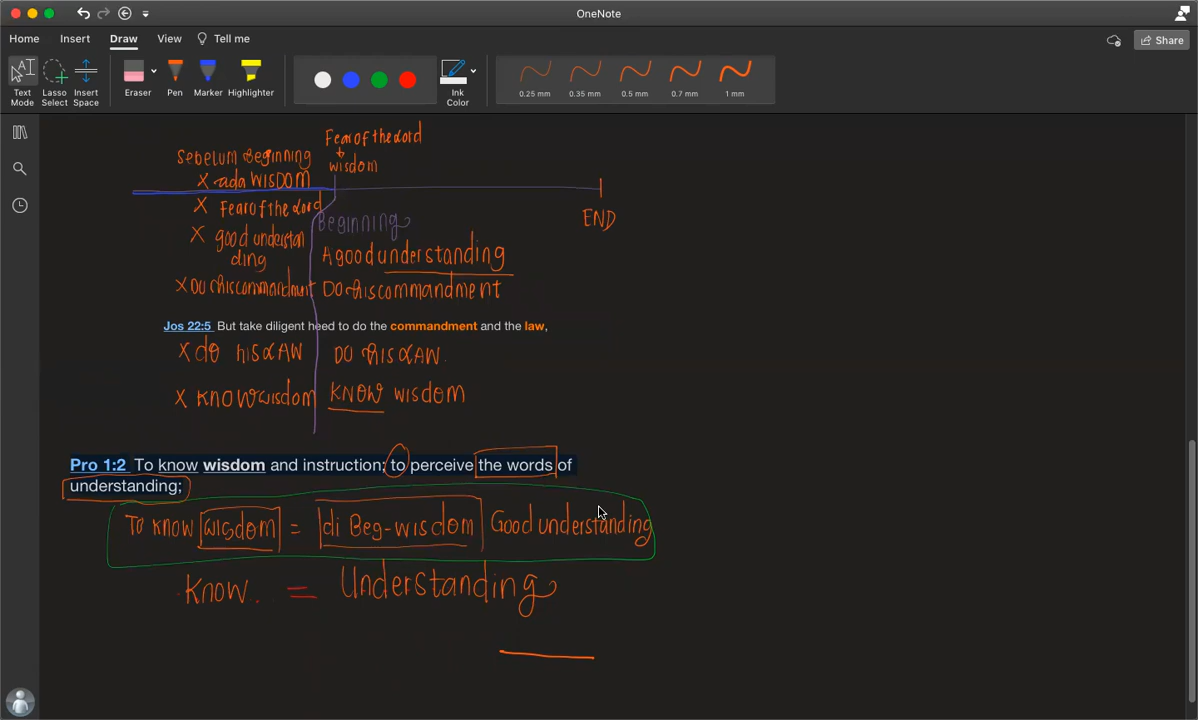 OneNote
Home Insert Draw View Tell me
Share
Text Mode
Lasso Select
Insert Space
Eraser
Pen
Marker
Highlighter
Ink Color
0.25 mm 0.35 mm 0.5 mm 0.7 mm 1 mm
Fear of the Lord
Sebelum Beginning
wisdom
X ada WISDOM
X Fear of the Lord
END
Beginning
X good understan
ding
A good understanding
X DO his commandment DO his commandment
Jos 22:5 But take diligent heed to do the commandment and the law,
X do his LAW DO his LAW.
X KNOW wisdom KNOW wisdom
Pro 1:2 To know wisdom and instruction; to perceive the words of
understanding;
To know wisdom = di Beg-wisdom Good understanding
Know. = Understanding